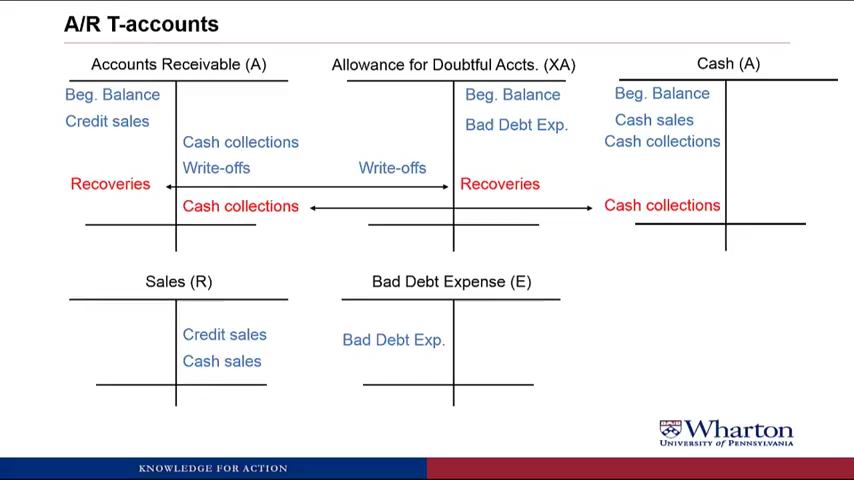 A/R T-accounts
Accounts Receivable (A)
Allowance for Doubtful Accts. (XA)
Cash (A)
Beg. Balance
Beg. Balance
Beg. Balance
Credit sales
Bad Debt Exp.
Cash sales
Cash collections
Cash collections
Write-offs
Write-offs
Recoveries
Recoveries
Cash collections
Cash collections
Sales (R)
Bad Debt Expense (E)
Credit sales
Bad Debt Exp.
Cash sales
Wharton
UNIVERSITY OF PENNSYLVANIA
KNOWLEDGE FOR ACTION